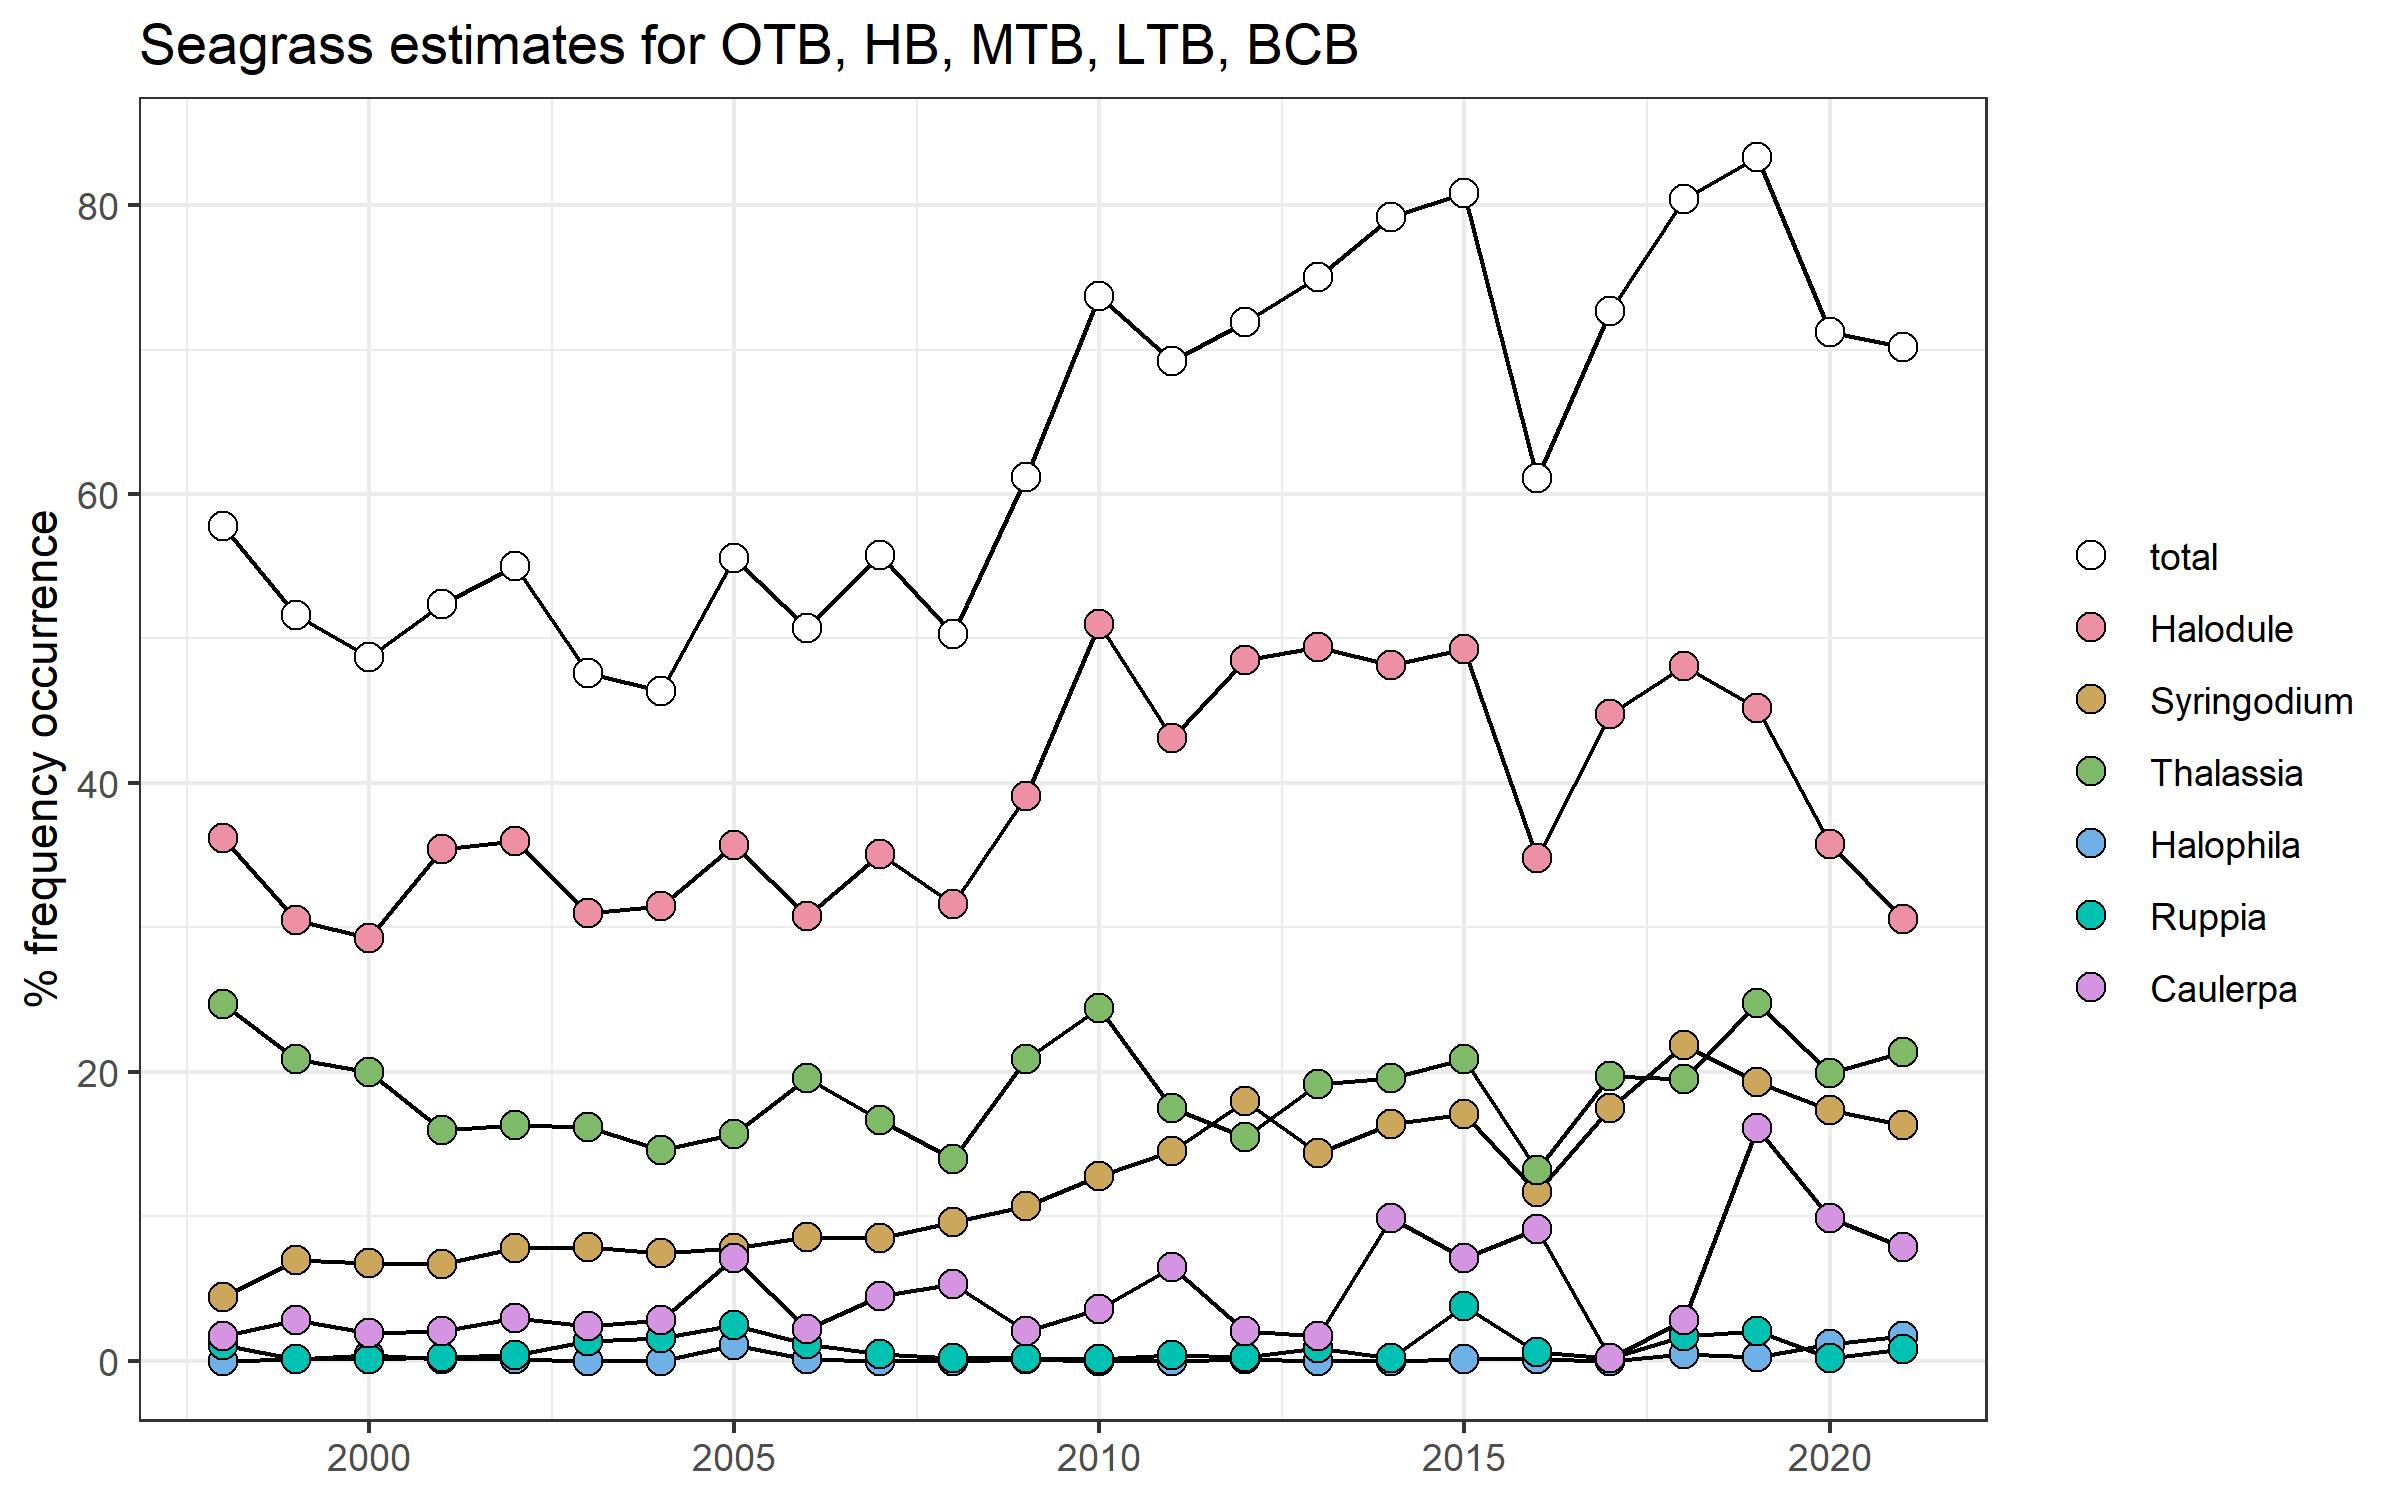 Seagrass estimates for OTB, HB, MTB, LTB, BCB
% frequency occurrence
80
60
40
20
0
2000
2005
2010
2015
2020
total
Halodule
Syringodium
Thalassia
Halophila
Ruppia
Caulerpa